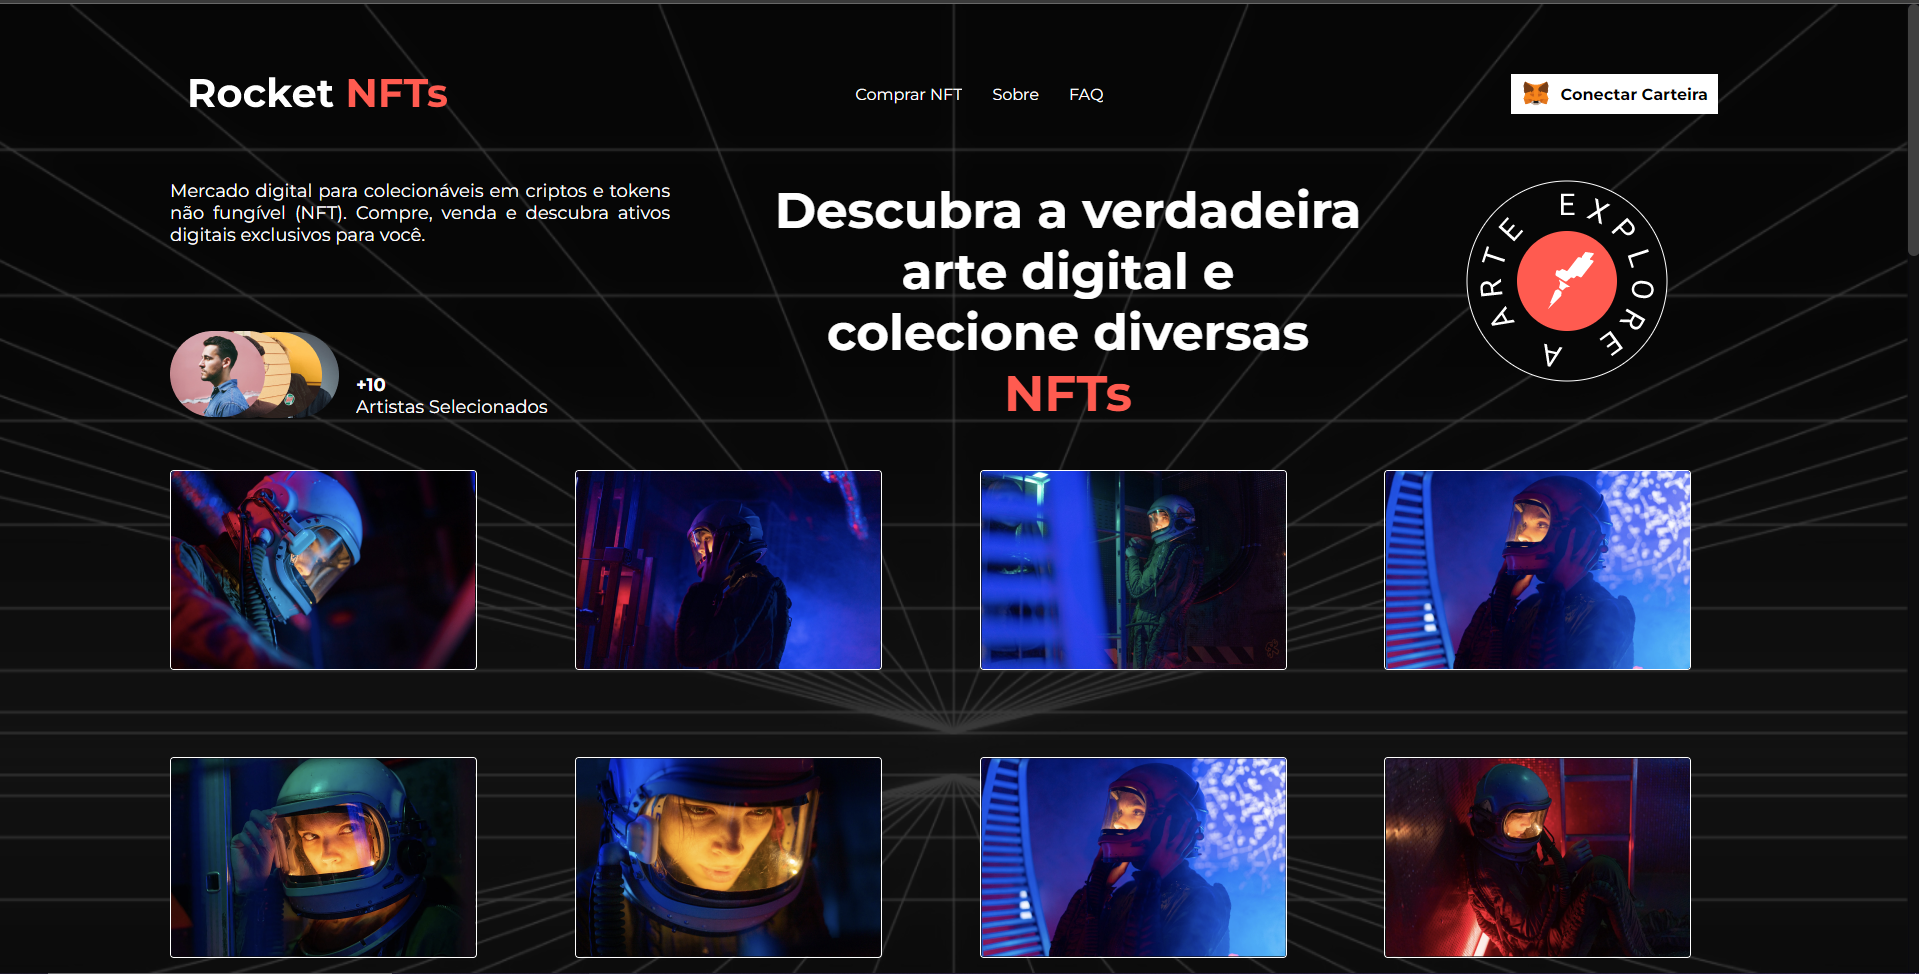 Rocket NFTs
Comprar NFT
Sobre
FAQ
Conectar Carteira
Mercado digital para colecionáveis em criptos e tokens
não fungível (NFT). Compre, venda e descubra ativos
digitais exclusivos para você.
+10
Artistas Selecionados
Descubra a verdadeira
arte digital e
colecione diversas
NFTs
EXPLORE A ARTE